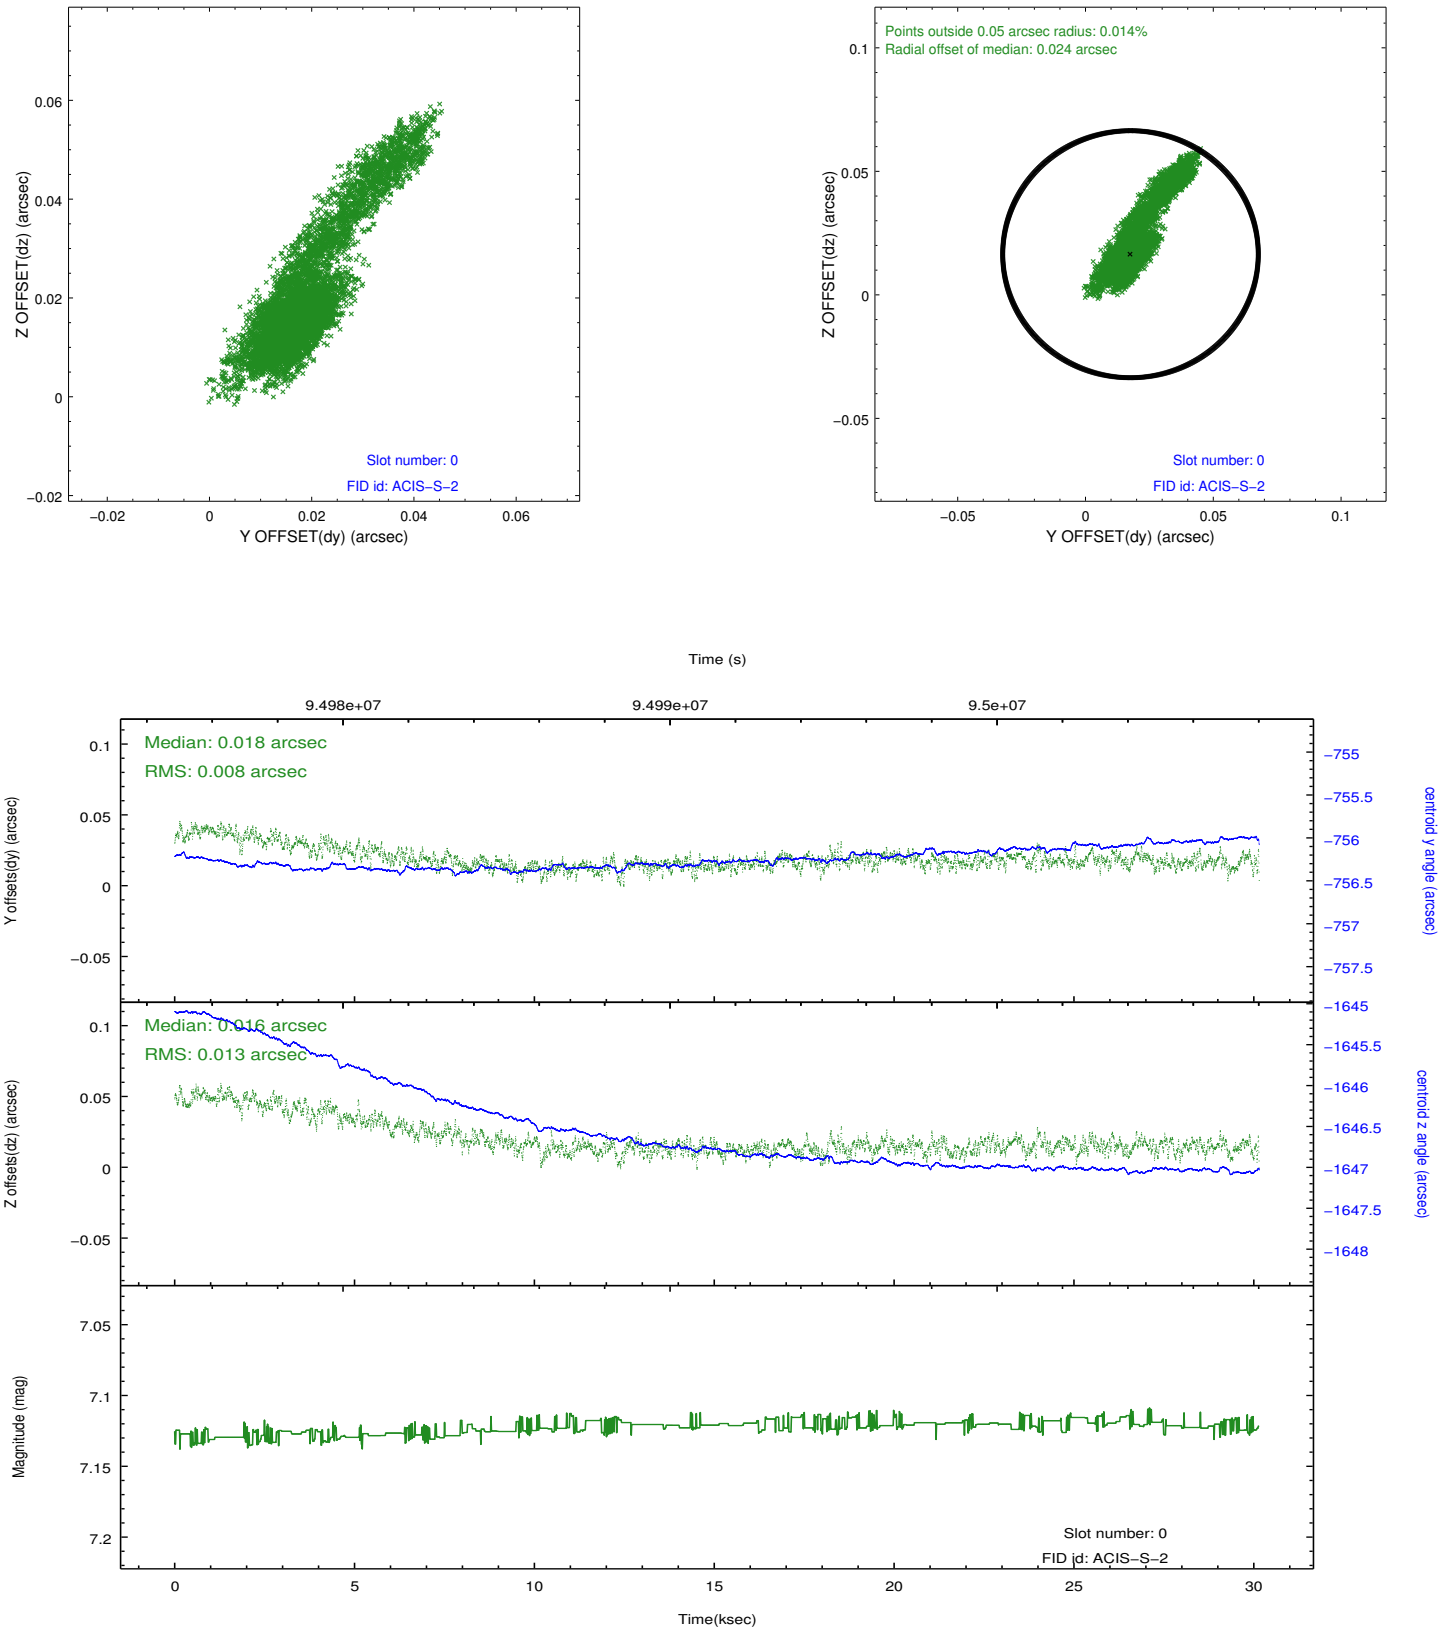 Z OFFSET(dz) (arcsec)
0.06
0.04
0.02
0
−0.02
−0.02 0 0.02 0.04 0.06
Y OFFSET(dy) (arcsec)
Slot number: 0
FID id: ACIS−S−2
Points outside 0.05 arcsec radius: 0.014%
Radial offset of median: 0.024 arcsec
Z OFFSET(dz) (arcsec)
0.1
0.05
0
−0.05
−0.05 0 0.05 0.1
Y OFFSET(dy) (arcsec)
Slot number: 0
FID id: ACIS−S−2
Time (s)
9.498e+07 9.499e+07 9.5e+07
Median: 0.018 arcsec
RMS: 0.008 arcsec
Y offsets(dy) (arcsec)
0.1
0.05
0
−0.05
−755
−755.5
−756
−756.5
−757
−757.5
centroid y angle (arcsec)
Median: 0.016 arcsec
RMS: 0.013 arcsec
Z offsets(dz) (arcsec)
0.1
0.05
0
−0.05
−1645
−1645.5
−1646
−1646.5
−1647
−1647.5
−1648
centroid z angle (arcsec)
Magnitude (mag)
7.05
7.1
7.15
7.2
Slot number: 0
FID id: ACIS−S−2
0 5 10 15 20 25 30
Time(ksec)